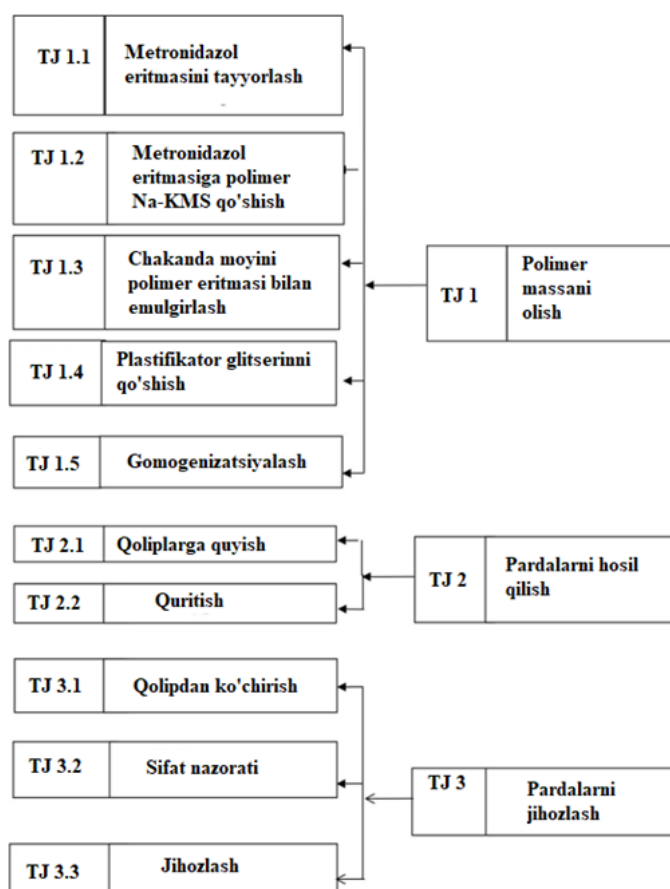 TJ 1.1
Metronidazol
eritmasini tayyorlash
TJ 1.2
Metronidazol
eritmasiga polimer
Na-KMS qo'shish
TJ 1.3
Chakanda moyini
polimer eritmasi bilan
emulgirlash
TJ 1.4
Plastifikator glitserinni
qo'shish
TJ 1.5
Gomogenizatsiyalash
TJ 1
Polimer
massani
olish
TJ 2.1
Qoliplarga quyish
TJ 2.2
Quritish
TJ 2
Pardalarni hosil
qilish
TJ 3.1
Qolipdan ko'chirish
TJ 3.2
Sifat nazorati
TJ 3.3
Jihozlash
TJ 3
Pardalarni
jihozlash